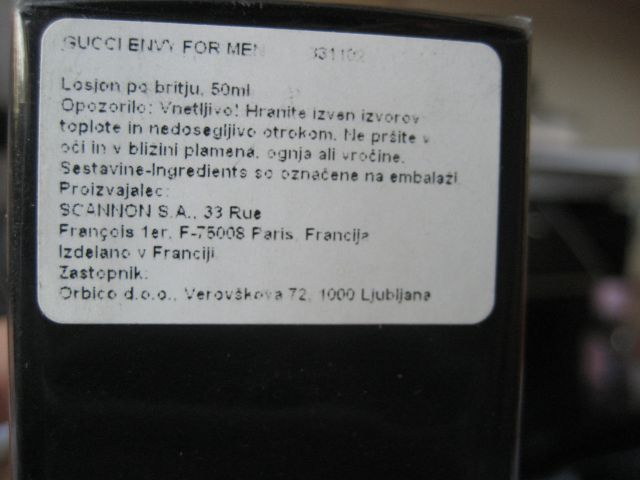 GUCCI ENVY FOR MEN 331102
Losjon po britju, 50ml
Opozorilo: Vnetljivo! Hranite izven izvorov
toplote in nedosegljivo otrokom. Ne pršite v
oči in v bližini plamena, ognja ali vročine.
Sestavine-Ingredients so označene na embalaži
Proizvajalec:
SCANNON S.A., 33 Rue
François 1er, F-75008 Paris, Francija
Izdelano v Franciji
Zastopnik:
Orbico d.o.o., Verovškova 72, 1000 Ljubljana